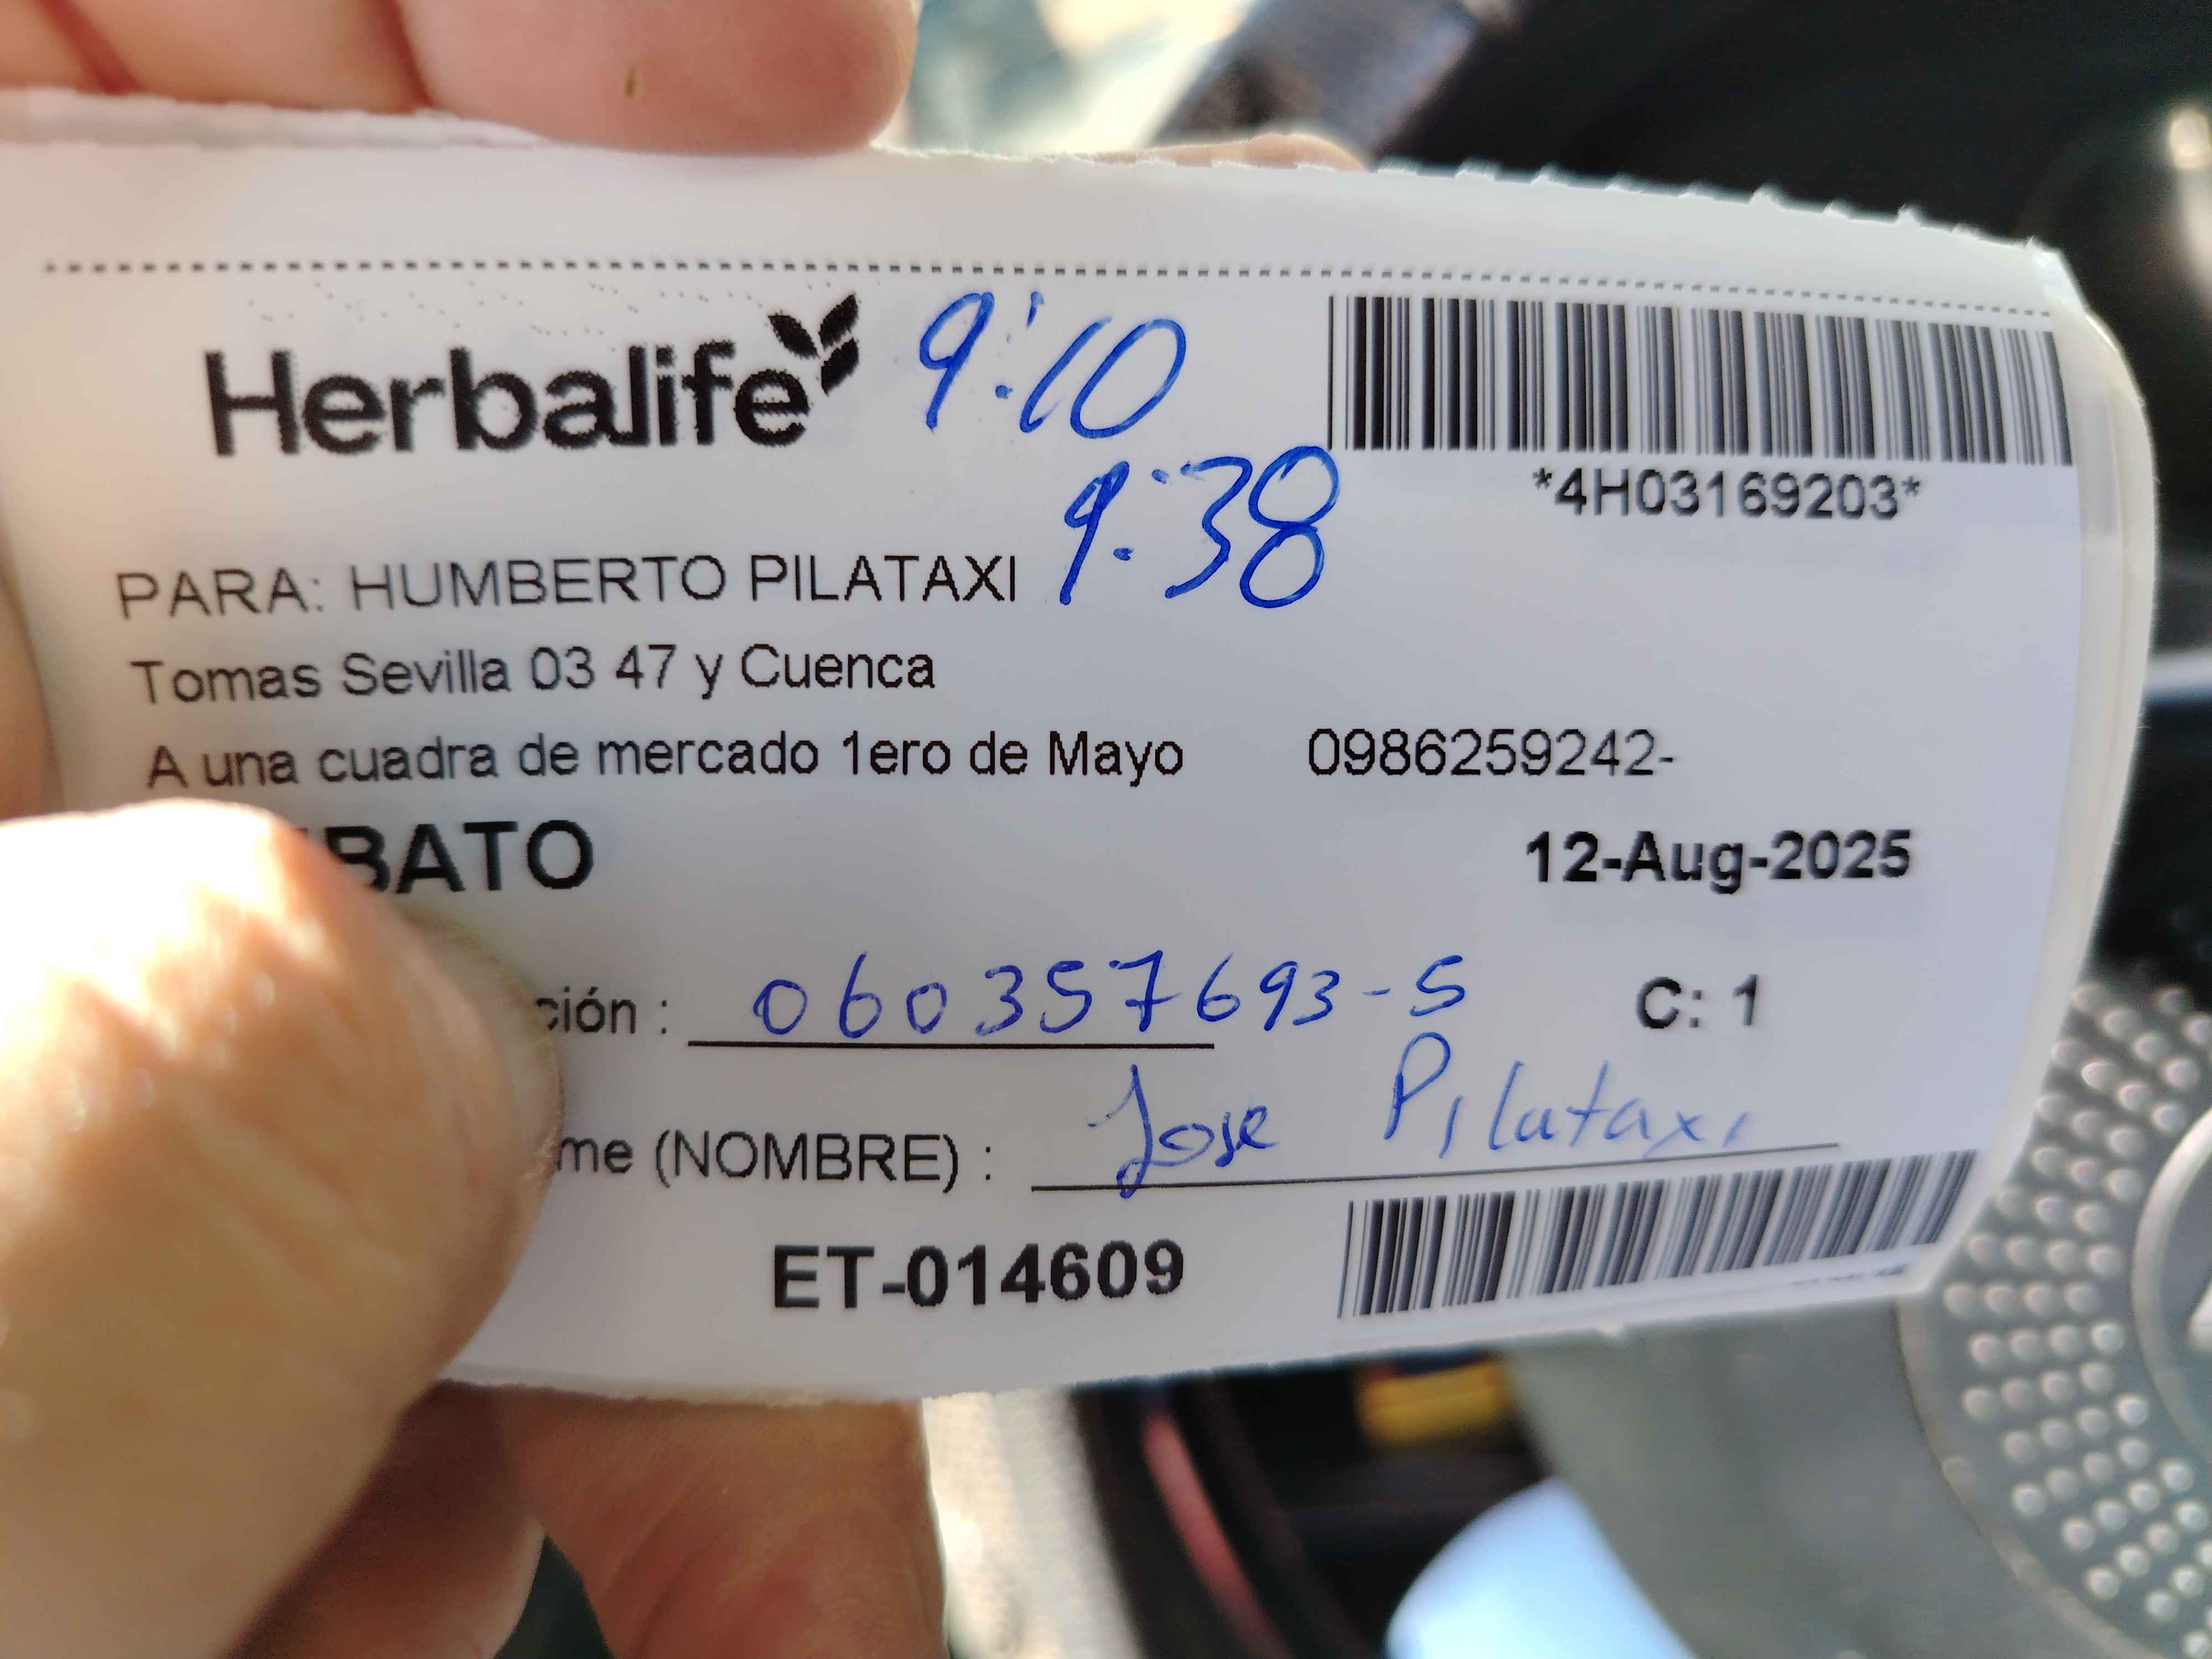 Herbalife 9:10
9:38
*4H03169203*
PARA: HUMBERTO PILATAXI
Tomas Sevilla 03 47 y Cuenca
A una cuadra de mercado 1ero de Mayo 0986259242-
BATO 12-Aug-2025
ción : 060357693-5 C: 1
me (NOMBRE) : Jose Pilataxi
ET-014609